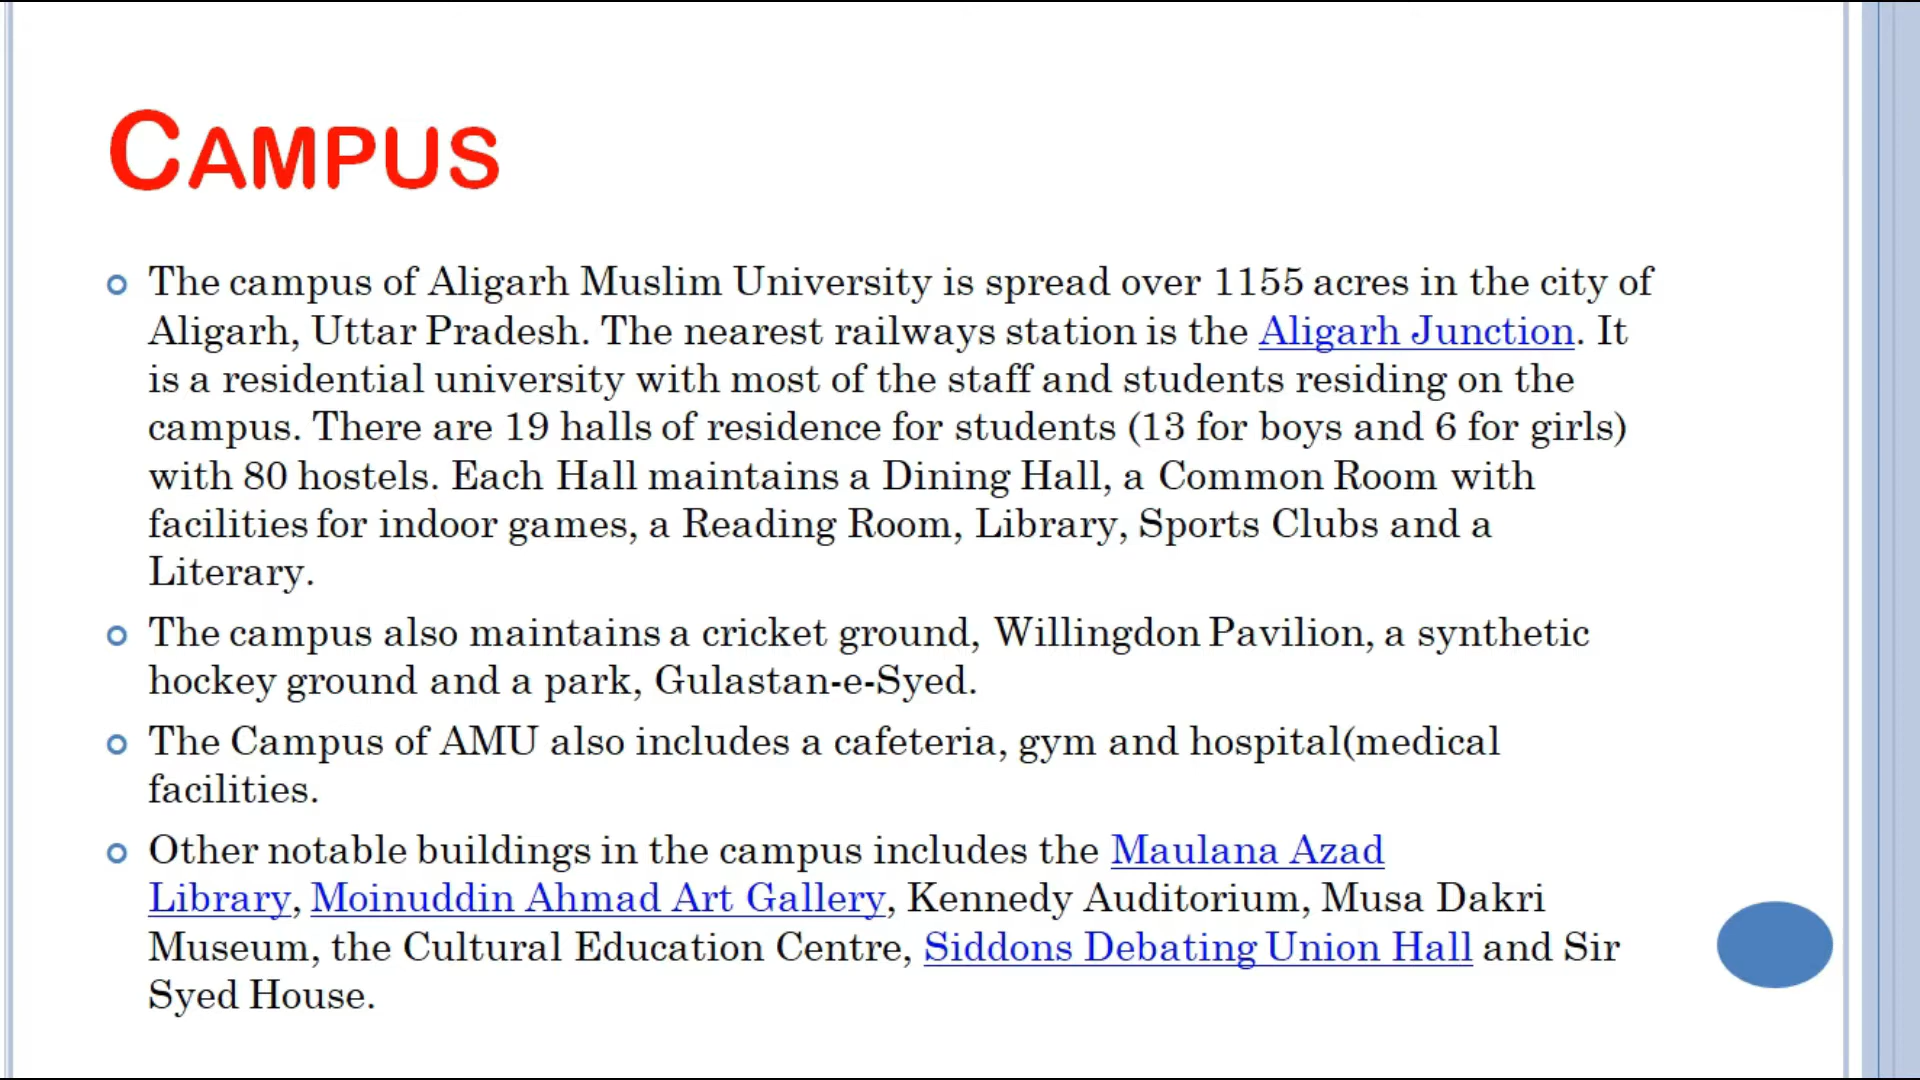 CAMPUS
The campus of Aligarh Muslim University is spread over 1155 acres in the city of
Aligarh, Uttar Pradesh. The nearest railways station is the Aligarh Junction. It
is a residential university with most of the staff and students residing on the
campus. There are 19 halls of residence for students (13 for boys and 6 for girls)
with 80 hostels. Each Hall maintains a Dining Hall, a Common Room with
facilities for indoor games, a Reading Room, Library, Sports Clubs and a
Literary.
The campus also maintains a cricket ground, Willingdon Pavilion, a synthetic
hockey ground and a park, Gulastan-e-Syed.
The Campus of AMU also includes a cafeteria, gym and hospital(medical
facilities.
Other notable buildings in the campus includes the Maulana Azad
Library, Moinuddin Ahmad Art Gallery, Kennedy Auditorium, Musa Dakri
Museum, the Cultural Education Centre, Siddons Debating Union Hall and Sir
Syed House.